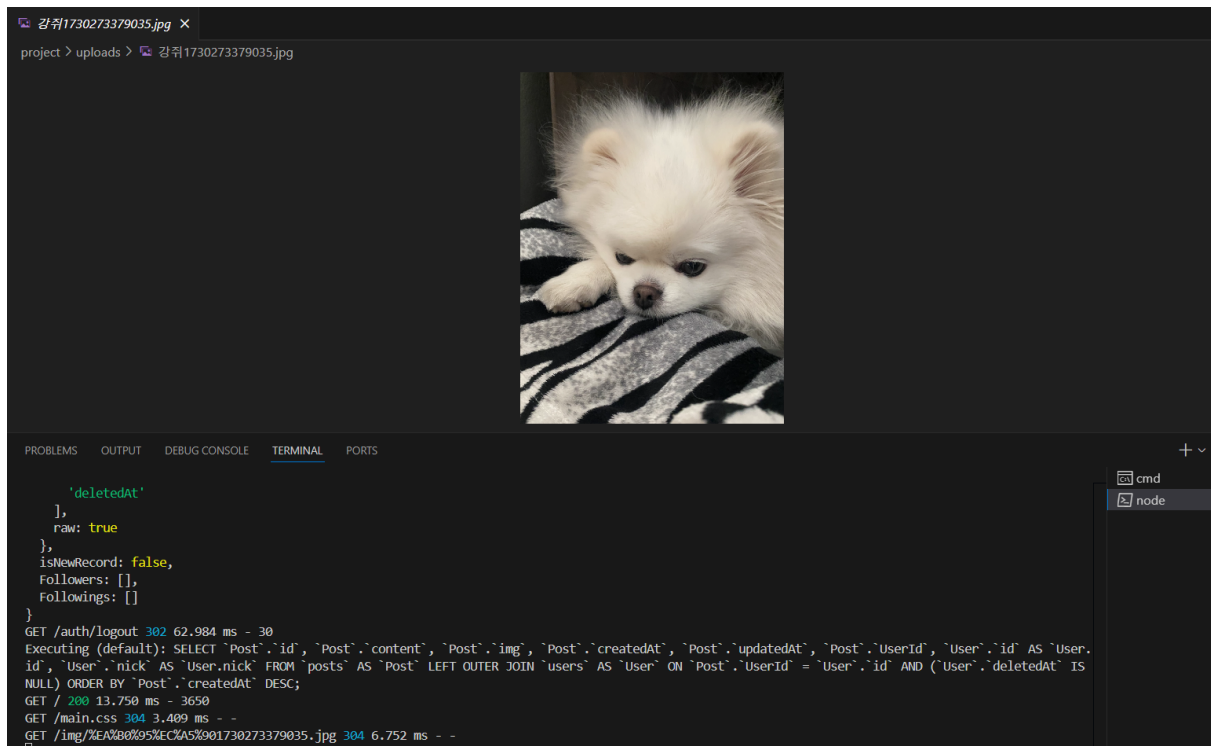 강쥐1730273379035.jpg
project > uploads > 강쥐1730273379035.jpg
PROBLEMS OUTPUT DEBUG CONSOLE TERMINAL PORTS
cmd
node
'deletedAt'
],
raw: true
},
isNewRecord: false,
Followers: [],
Followings: []
}
GET /auth/logout 302 62.984 ms - 30
Executing (default): SELECT `Post`.`id`, `Post`.`content`, `Post`.`img`, `Post`.`createdAt`, `Post`.`updatedAt`, `Post`.`UserId`, `User`.`id` AS `User.
id`, `User`.`nick` AS `User.nick` FROM `posts` AS `Post` LEFT OUTER JOIN `users` AS `User` ON `Post`.`UserId` = `User`.`id` AND (`User`.`deletedAt` IS
NULL) ORDER BY `Post`.`createdAt` DESC;
GET / 200 13.750 ms - 3650
GET /main.css 304 3.409 ms - -
GET /img/%EA%B0%95%EC%A5%901730273379035.jpg 304 6.752 ms - -